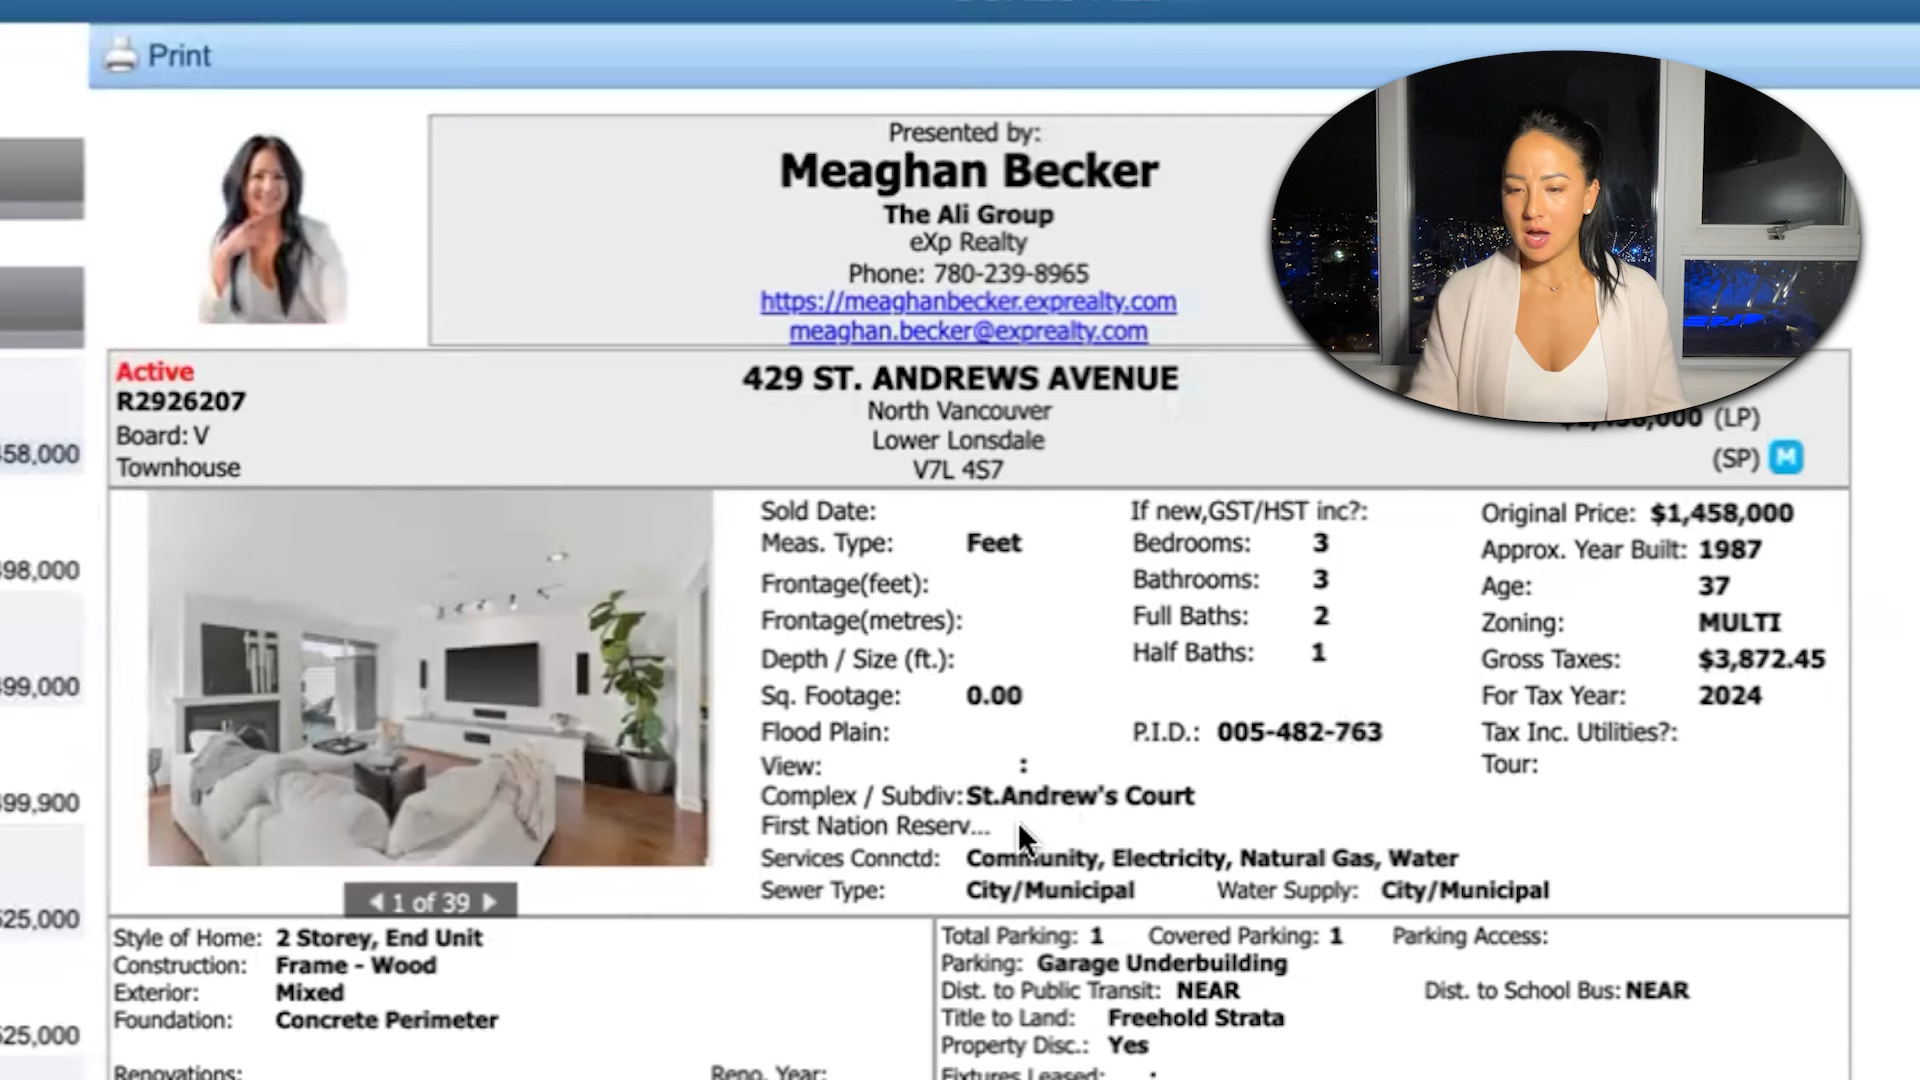 Print
Presented by:
Meaghan Becker
The Ali Group
eXp Realty
Phone: 780-239-8965
https://meaghanbecker.exprealty.com
meaghan.becker@exprealty.com
Active
R2926207
Board: V
Townhouse
429 ST. ANDREWS AVENUE
North Vancouver
Lower Lonsdale
V7L 4S7
(LP)
(SP) M
58,000
98,000
99,000
99,900
525,000
525,000
1 of 39
Sold Date:
If new,GST/HST inc?:
Original Price: $1,458,000
Meas. Type: Feet
Bedrooms: 3
Approx. Year Built: 1987
Frontage(feet):
Bathrooms: 3
Age: 37
Frontage(metres):
Full Baths: 2
Zoning: MULTI
Depth / Size (ft.):
Half Baths: 1
Gross Taxes: $3,872.45
Sq. Footage: 0.00
For Tax Year: 2024
Flood Plain:
P.I.D.: 005-482-763
Tax Inc. Utilities?:
View: :
Tour:
Complex / Subdiv: St.Andrew's Court
First Nation Reserv...
Services Connctd: Community, Electricity, Natural Gas, Water
Sewer Type: City/Municipal Water Supply: City/Municipal
Style of Home: 2 Storey, End Unit
Construction: Frame - Wood
Exterior: Mixed
Foundation: Concrete Perimeter
Renovations: Reno. Year:
Total Parking: 1 Covered Parking: 1 Parking Access:
Parking: Garage Underbuilding
Dist. to Public Transit: NEAR Dist. to School Bus: NEAR
Title to Land: Freehold Strata
Property Disc.: Yes
Fixtures Leased: :